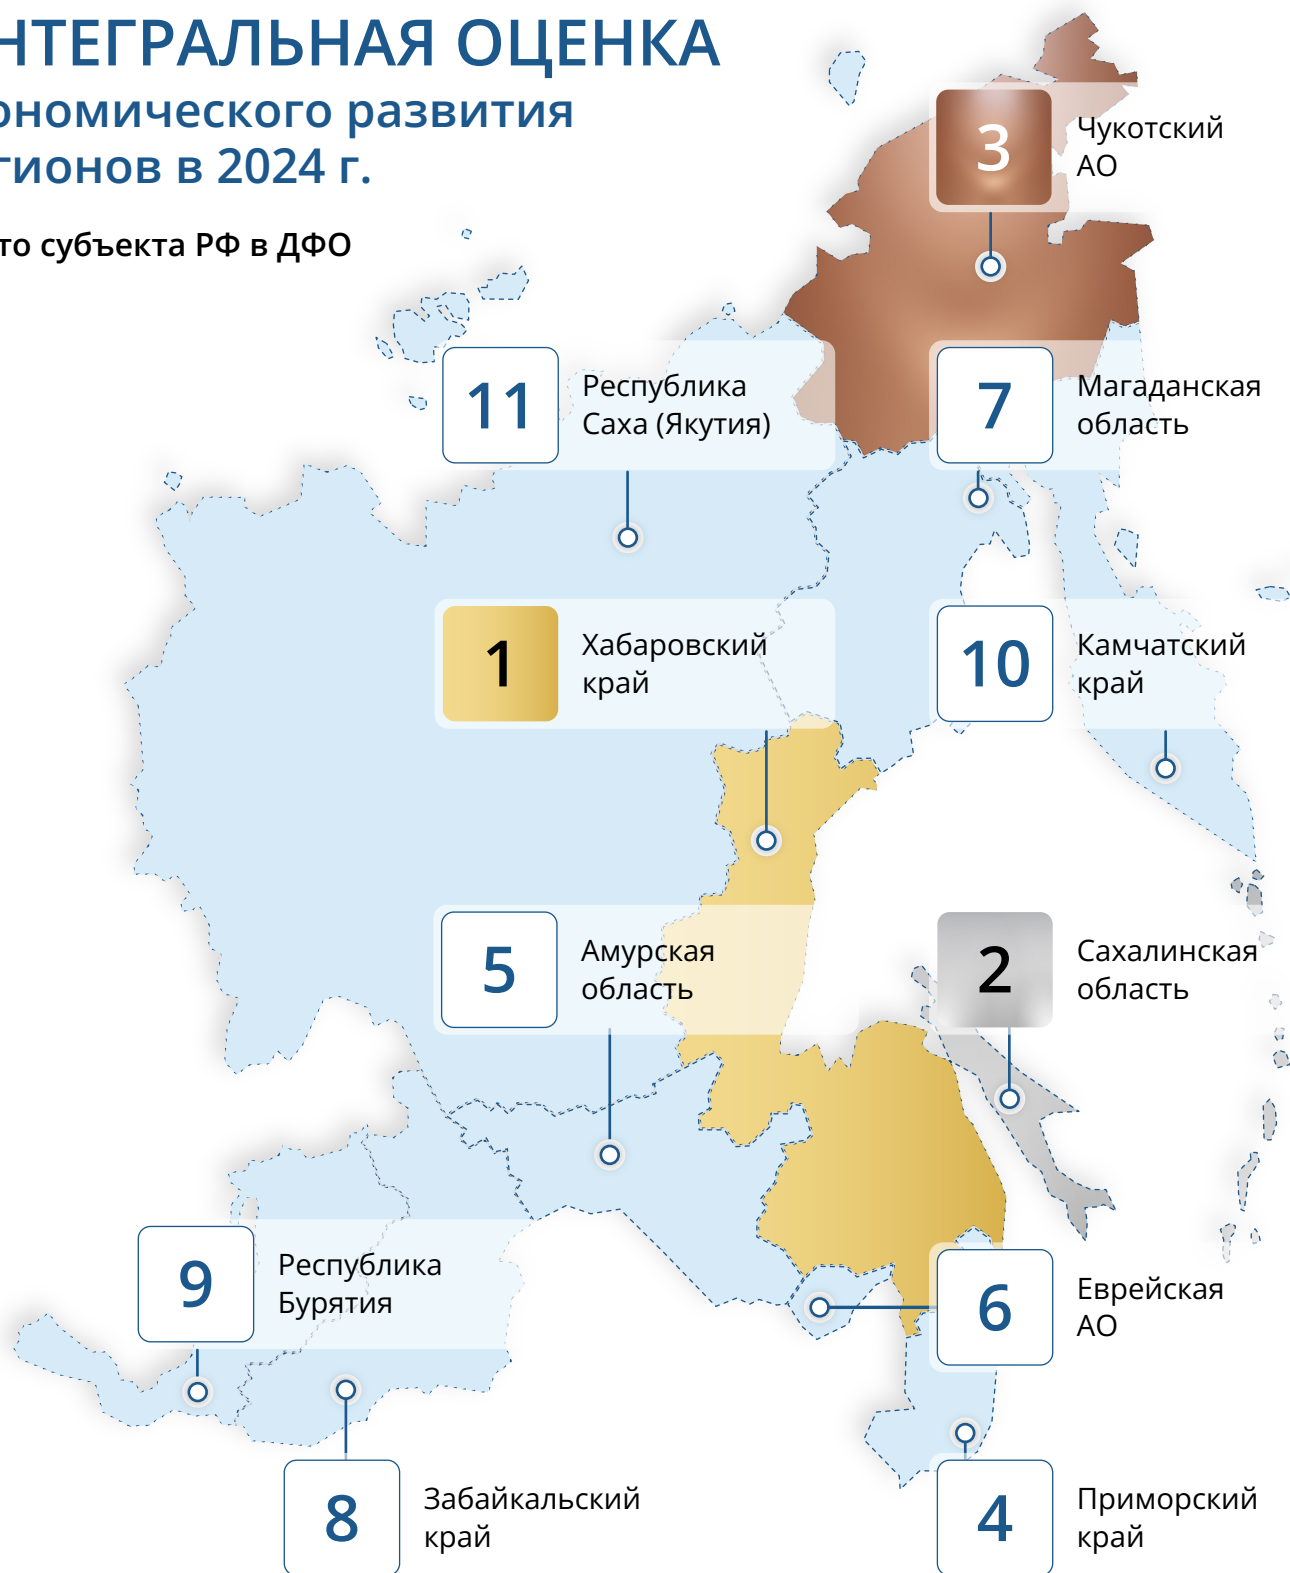 НТЕГРАЛЬНАЯ ОЦЕНКА
ономического развития
гионов в 2024 г.
то субъекта РФ в ДФО
3
Чукотский
АО
11
Республика
Саха (Якутия)
7
Магаданская
область
1
Хабаровский
край
10
Камчатский
край
5
Амурская
область
2
Сахалинская
область
9
Республика
Бурятия
6
Еврейская
АО
8
Забайкальский
край
4
Приморский
край